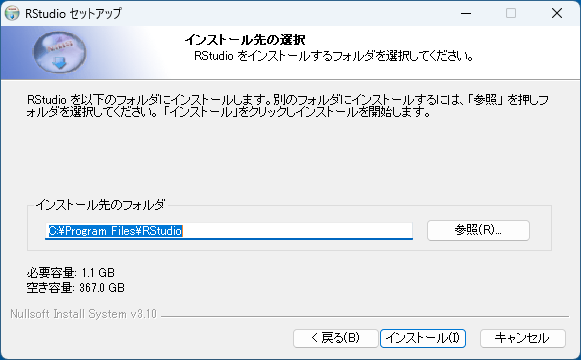 RStudio セットアップ
インストール先の選択
RStudio をインストールするフォルダを選択してください。
RStudio を以下のフォルダにインストールします。別のフォルダにインストールするには、「参照」 を押しフ
ォルダを選択してください。 「インストール」をクリックしインストールを開始します。
インストール先のフォルダ
C:¥Program Files¥RStudio
参照(R)...
必要容量: 1.1 GB
空き容量: 367.0 GB
Nullsoft Install System v3.10
< 戻る(B)
インストール(I)
キャンセル